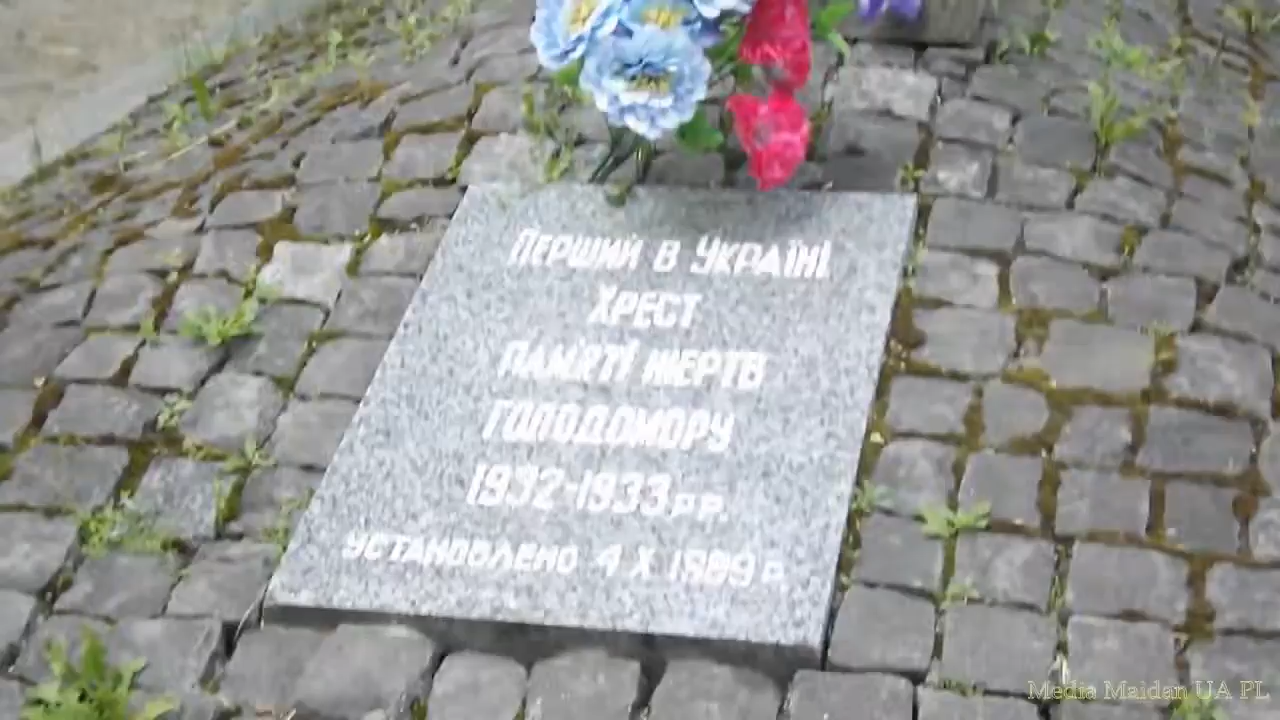 Перший в Україні
Хрест
пам'яті жертв
голодомору
1932-1933 р.р.
установлено 4 X 1989 р.
Media Maidan UA PL